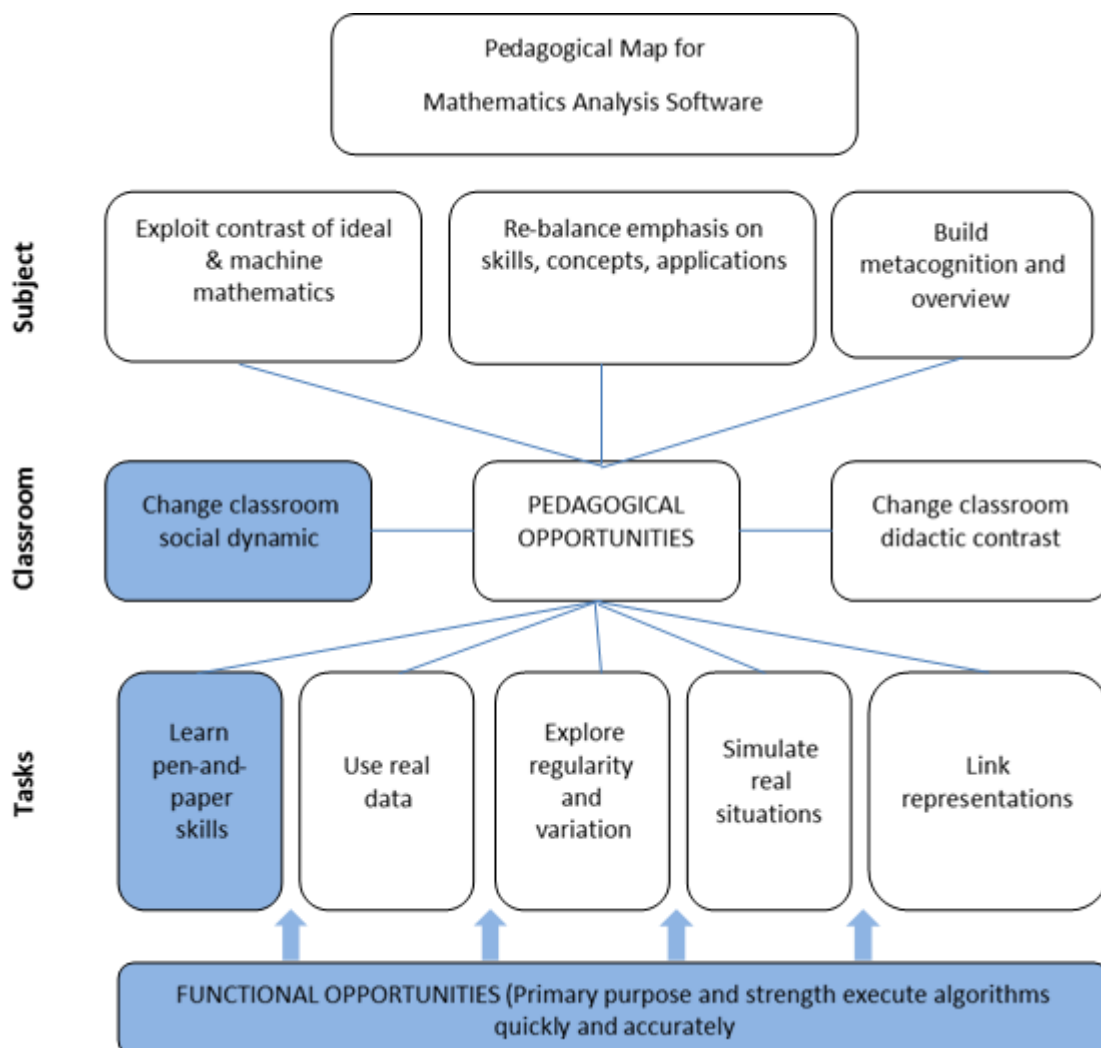 Pedagogical Map for
Mathematics Analysis Software
Subject
Exploit contrast of ideal
& machine
mathematics
Re-balance emphasis on
skills, concepts, applications
Build
metacognition and
overview
Classroom
Change classroom
social dynamic
PEDAGOGICAL
OPPORTUNITIES
Change classroom
didactic contrast
Tasks
Learn
pen-and-
paper
skills
Use real
data
Explore
regularity
and
variation
Simulate
real
situations
Link
representations
FUNCTIONAL OPPORTUNITIES (Primary purpose and strength execute algorithms
quickly and accurately